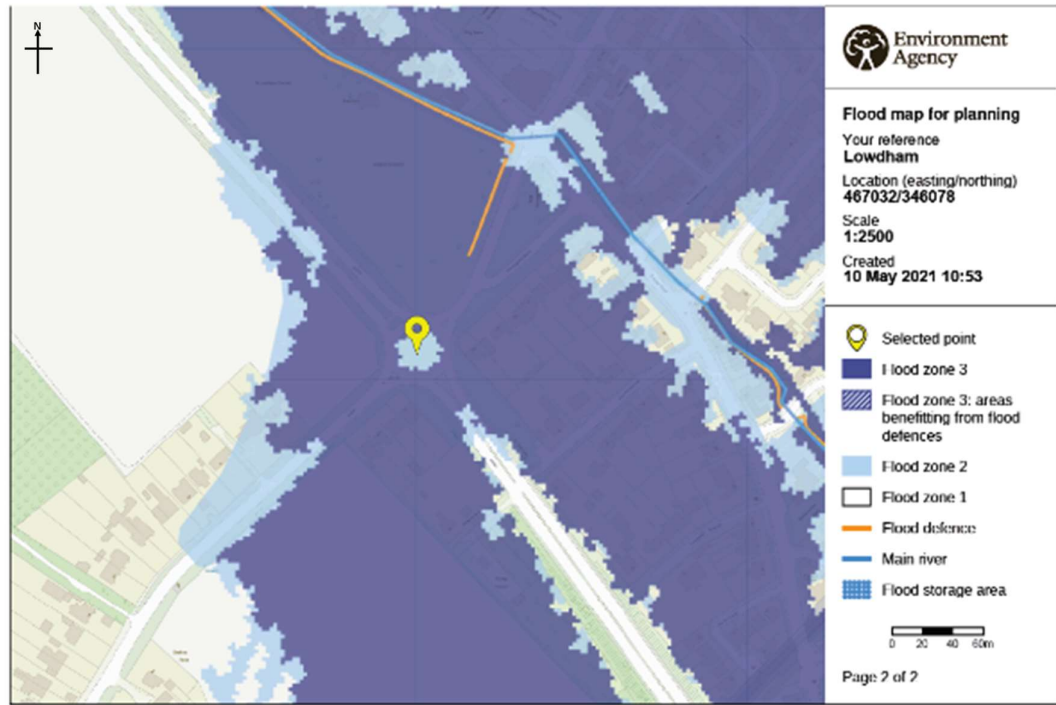 N
Environment
Agency
Flood map for planning
Your reference
Lowdham
Location (easting/northing)
467032/346078
Scale
1:2500
Created
10 May 2021 10:53
Selected point
Flood zone 3
Flood zone 3: areas
benefitting from flood
defences
Flood zone 2
Flood zone 1
Flood defence
Main river
Flood storage area
0 20 40 60m
Page 2 of 2